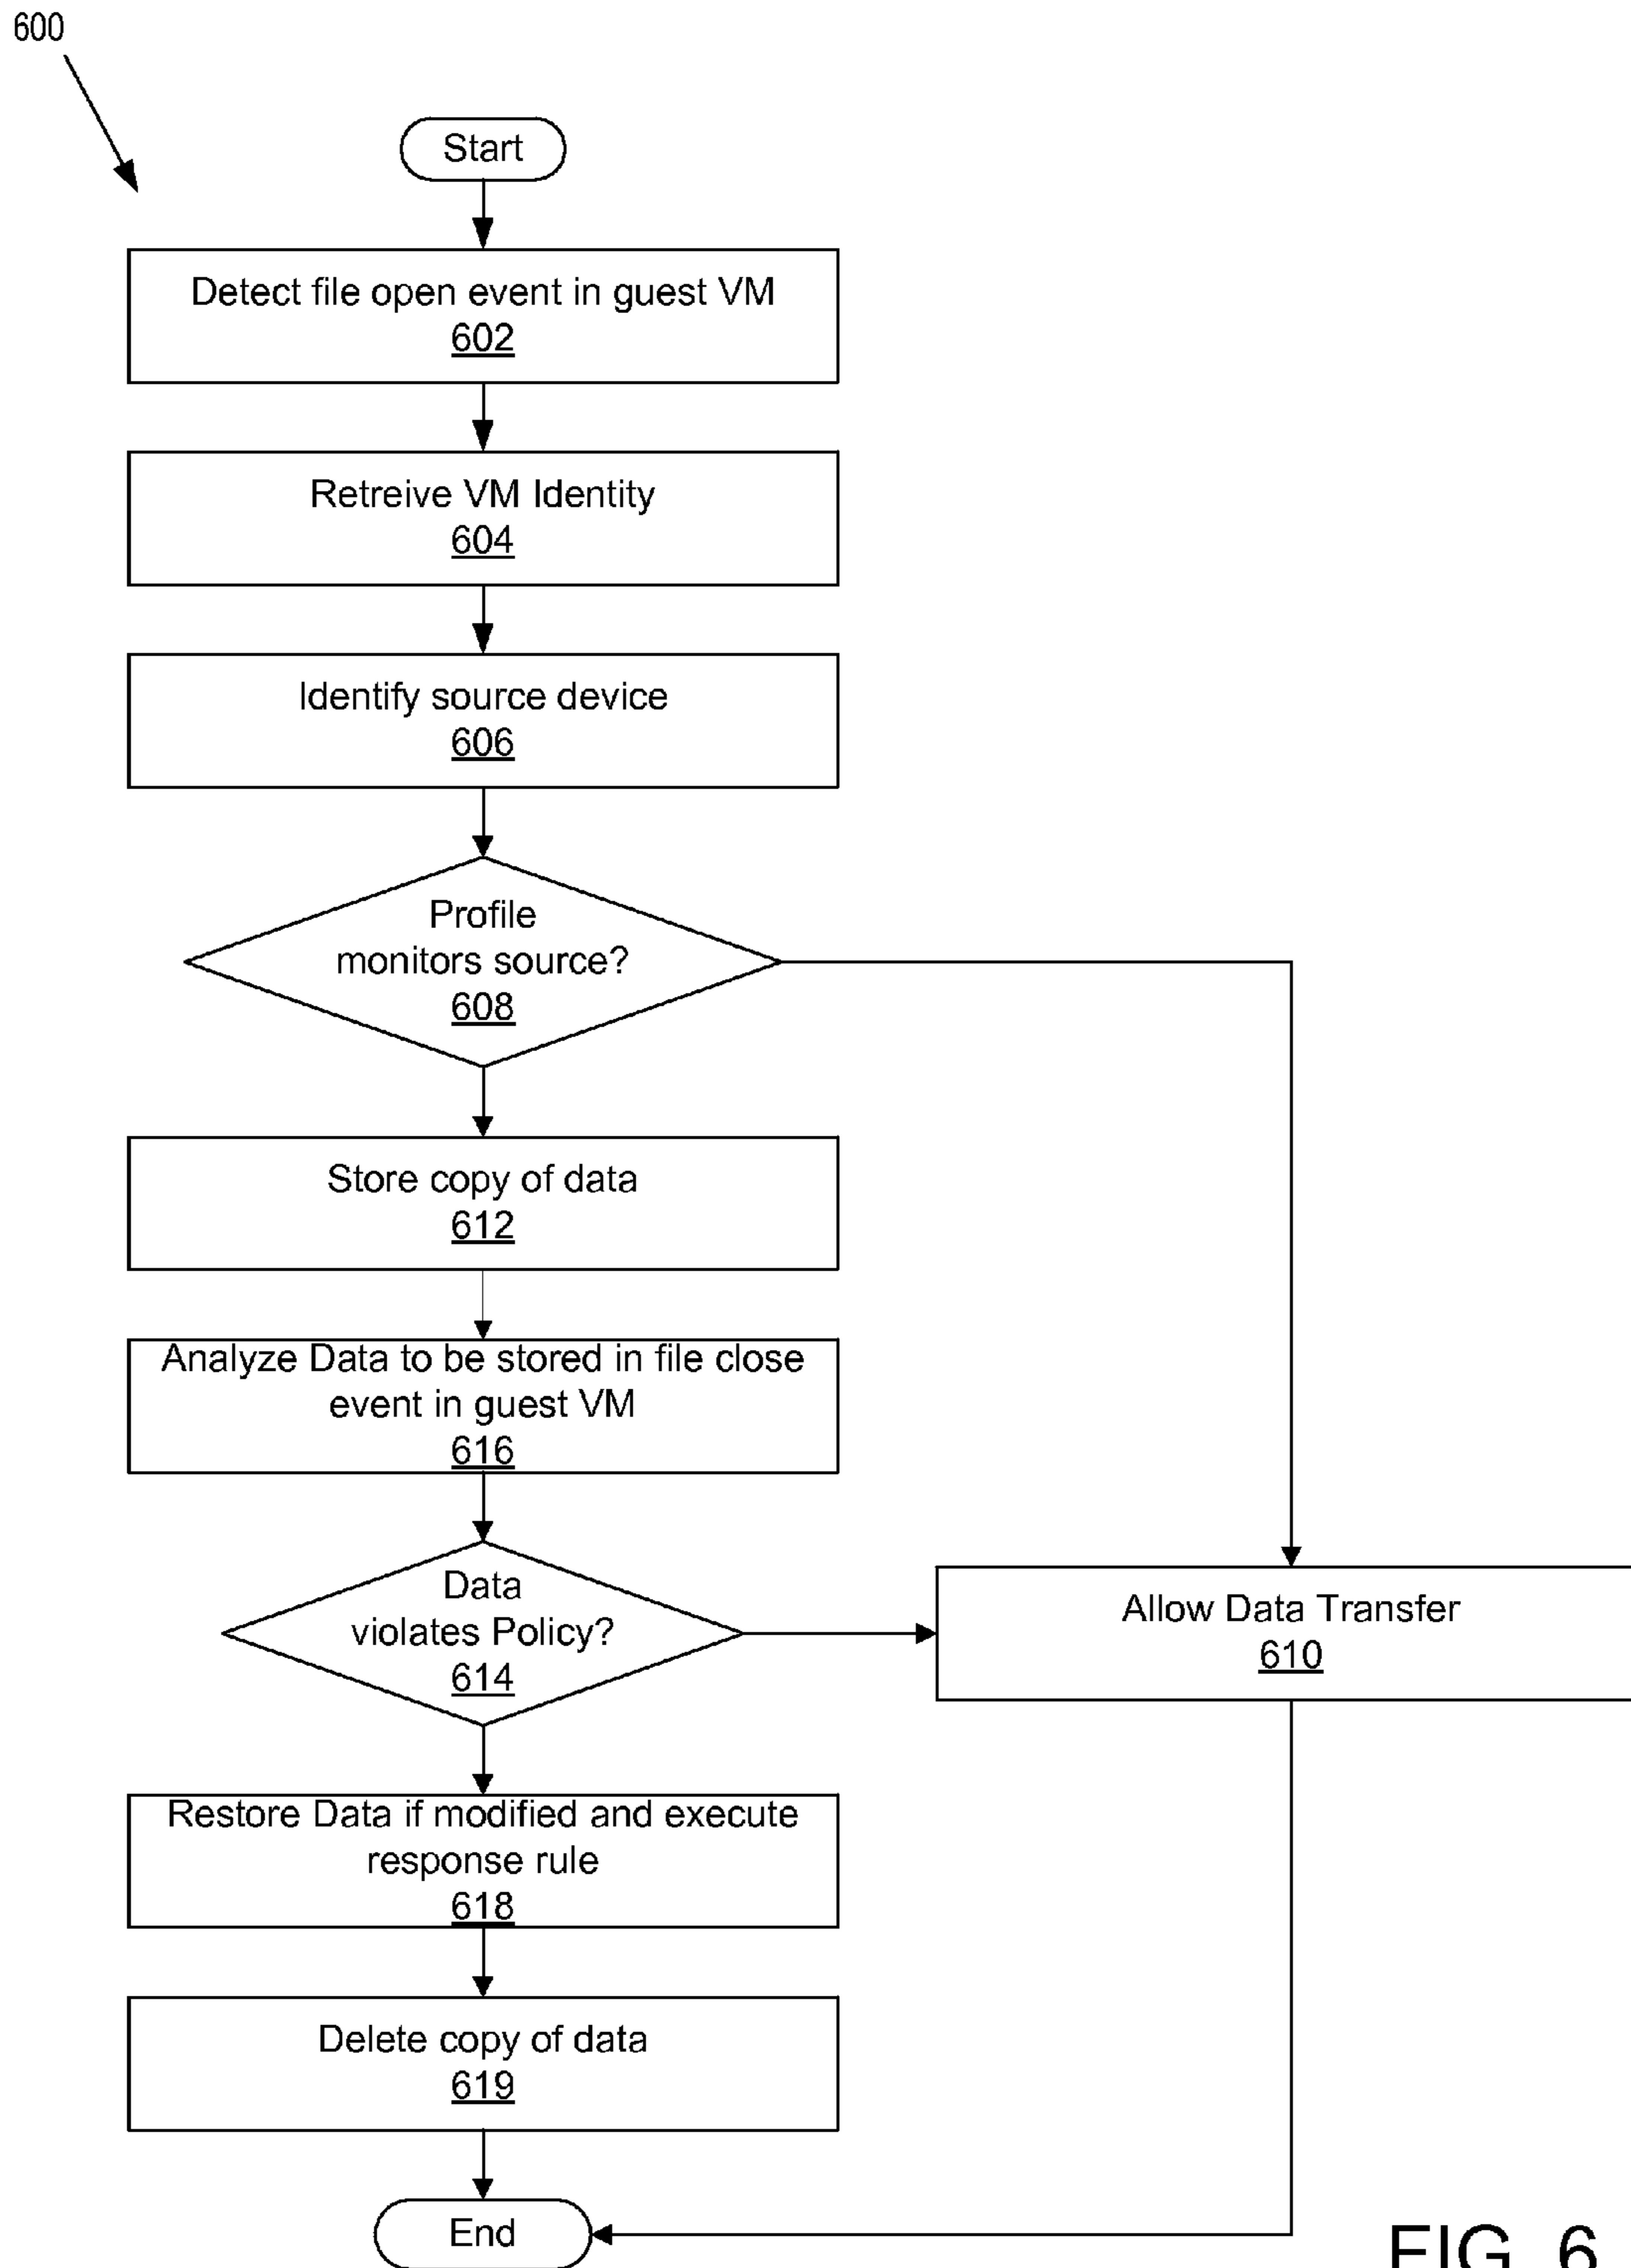 600
Start
Detect file open event in guest VM
602
Retreive VM Identity
604
Identify source device
606
Profile
monitors source?
608
Store copy of data
612
Analyze Data to be stored in file close
event in guest VM
616
Data
violates Policy?
614
Allow Data Transfer
610
Restore Data if modified and execute
response rule
618
Delete copy of data
619
End
FIG. 6